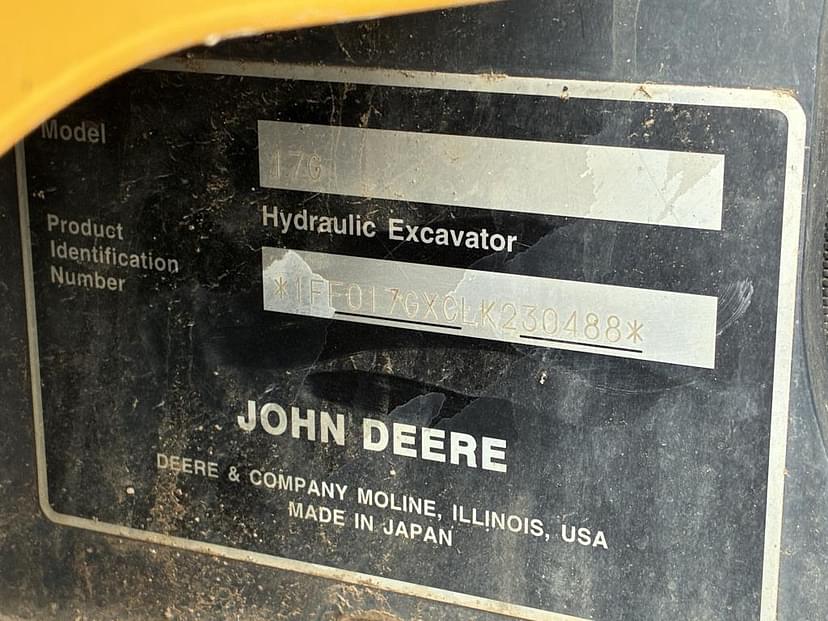 Model
17G
Hydraulic Excavator
Product
Identification
Number
*1FF017GXCLK230488*
JOHN DEERE
DEERE & COMPANY MOLINE, ILLINOIS, USA
MADE IN JAPAN